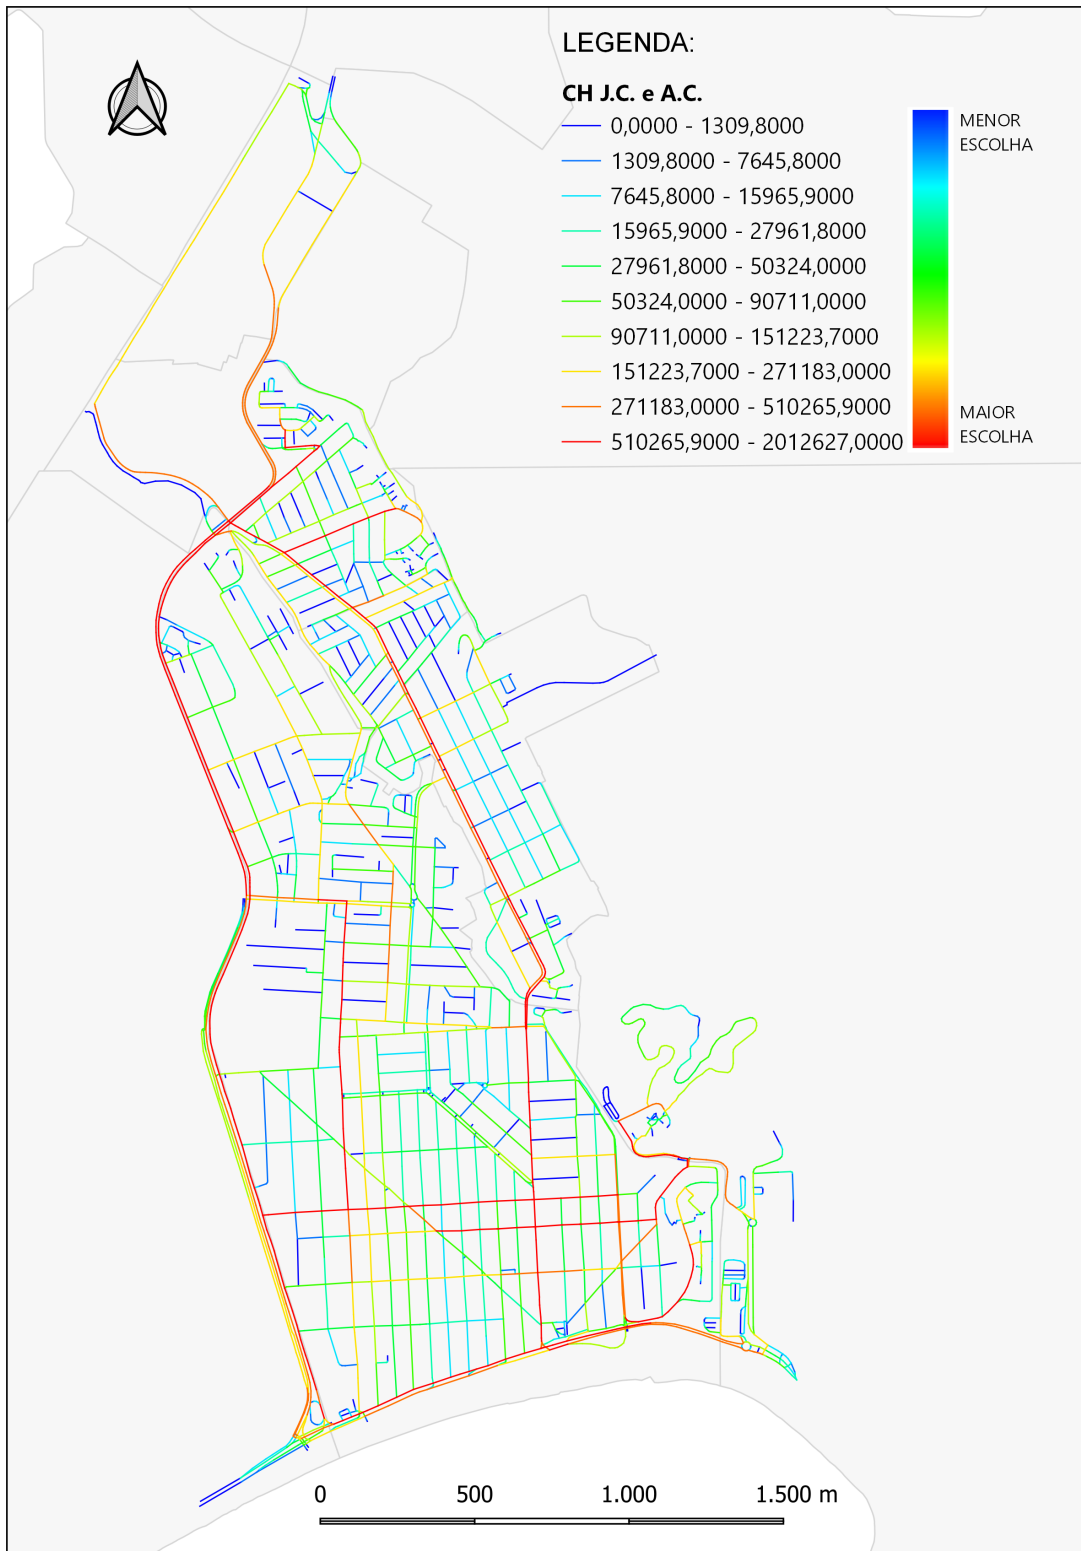 LEGENDA:
CH J.C. e A.C.
0,0000 - 1309,8000
1309,8000 - 7645,8000
7645,8000 - 15965,9000
15965,9000 - 27961,8000
27961,8000 - 50324,0000
50324,0000 - 90711,0000
90711,0000 - 151223,7000
151223,7000 - 271183,0000
271183,0000 - 510265,9000
510265,9000 - 2012627,0000
MENOR
ESCOLHA
MAIOR
ESCOLHA
0 500 1.000 1.500 m